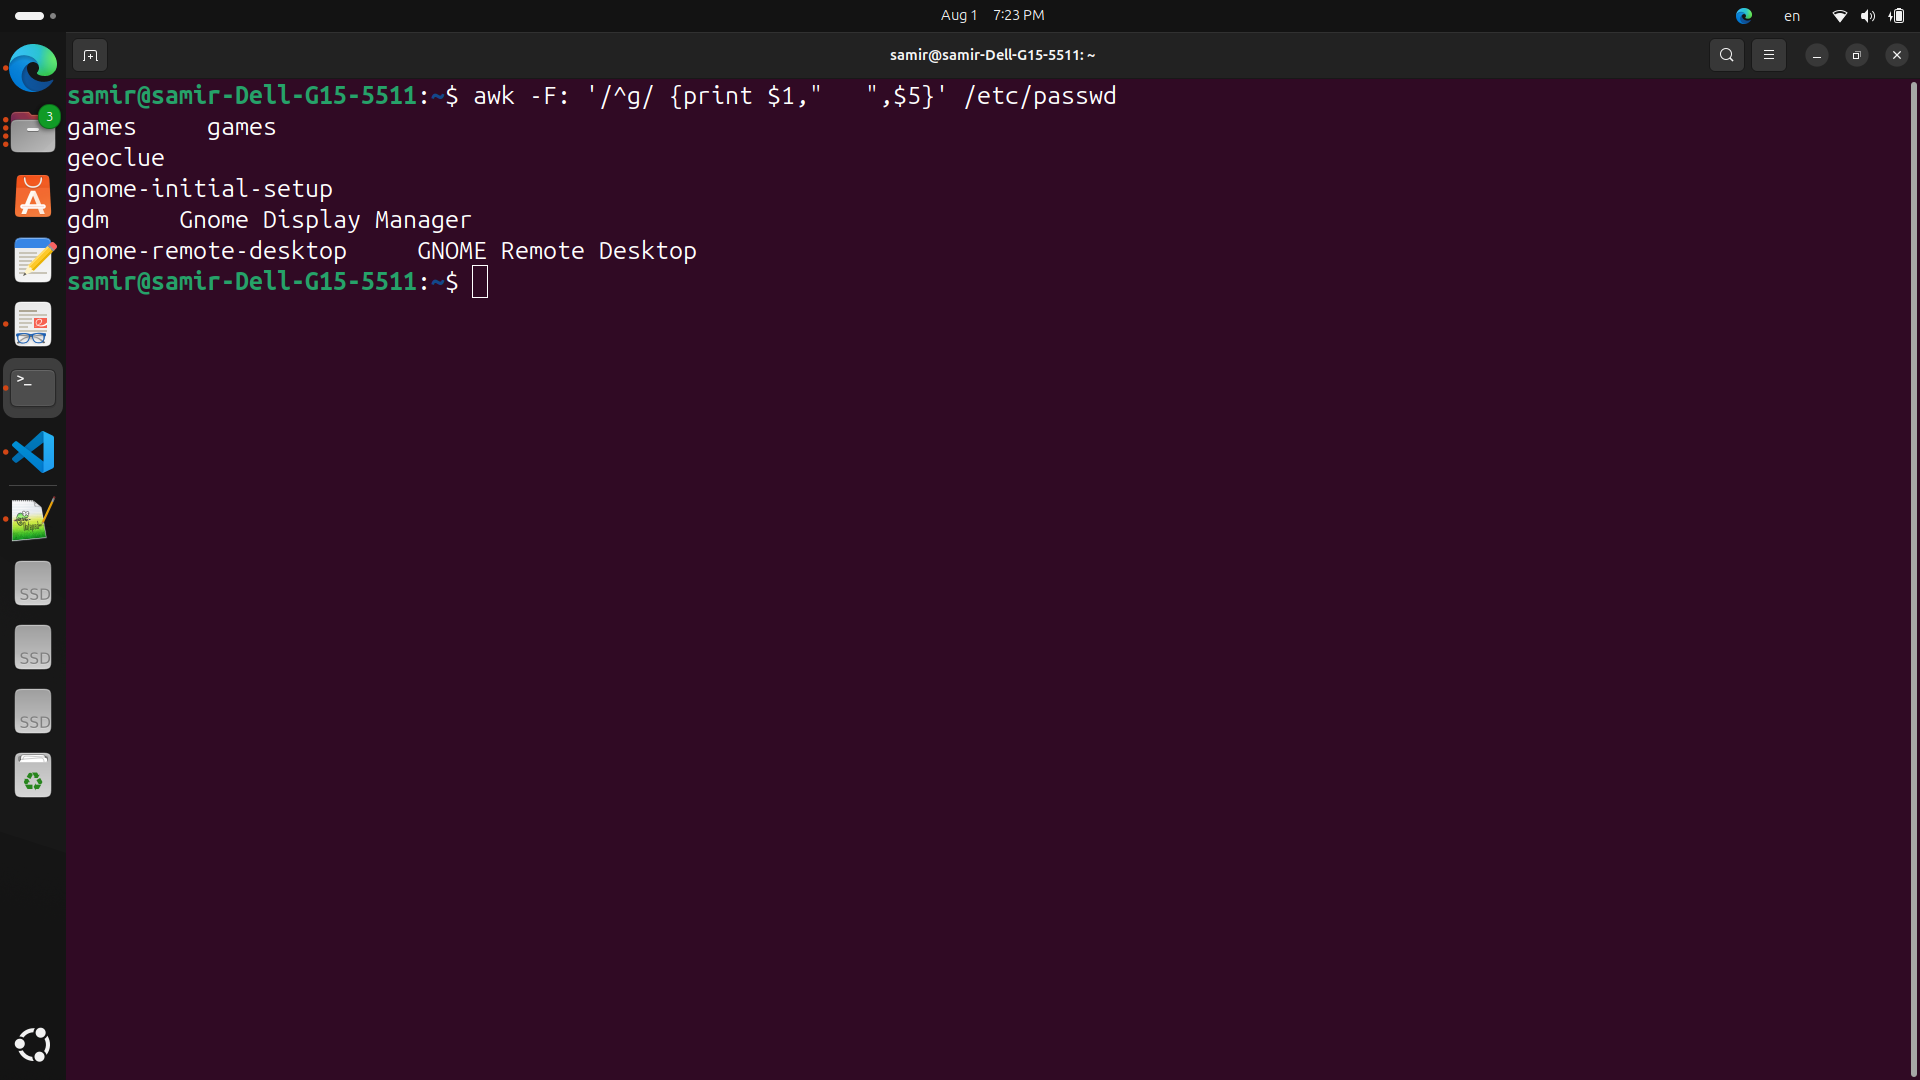 Aug 1 7:23 PM
en
samir@samir-Dell-G15-5511: ~
samir@samir-Dell-G15-5511:~$ awk -F: '/^g/ {print $1,"   ",$5}' /etc/passwd
games     games
geoclue
gnome-initial-setup
gdm     Gnome Display Manager
gnome-remote-desktop     GNOME Remote Desktop
samir@samir-Dell-G15-5511:~$
3
A
>_
SSD
SSD
SSD